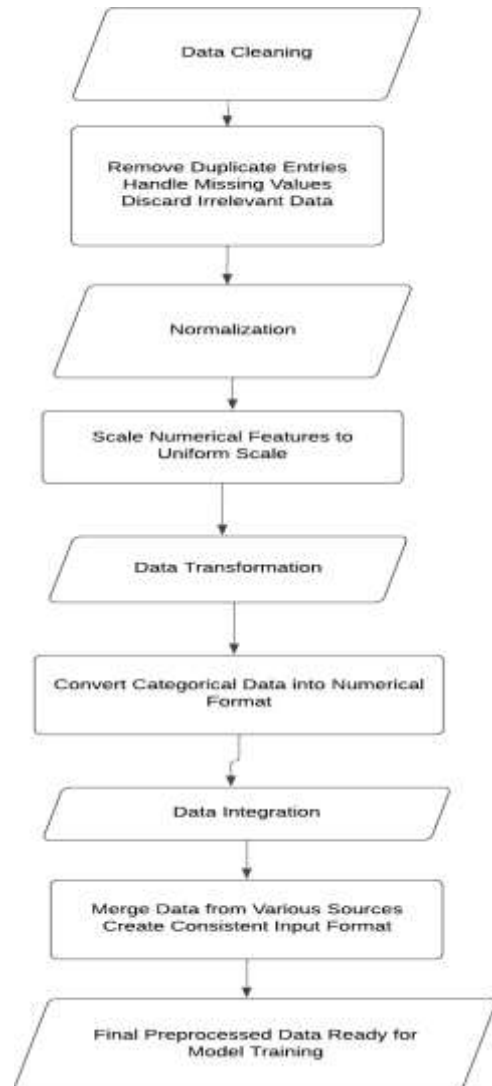 Data Cleaning
Remove Duplicate Entries
Handle Missing Values
Discard Irrelevant Data
Normalization
Scale Numerical Features to
Uniform Scale
Data Transformation
Convert Categorical Data into Numerical
Format
Data Integration
Merge Data from Various Sources
Create Consistent Input Format
Final Preprocessed Data Ready for
Model Training